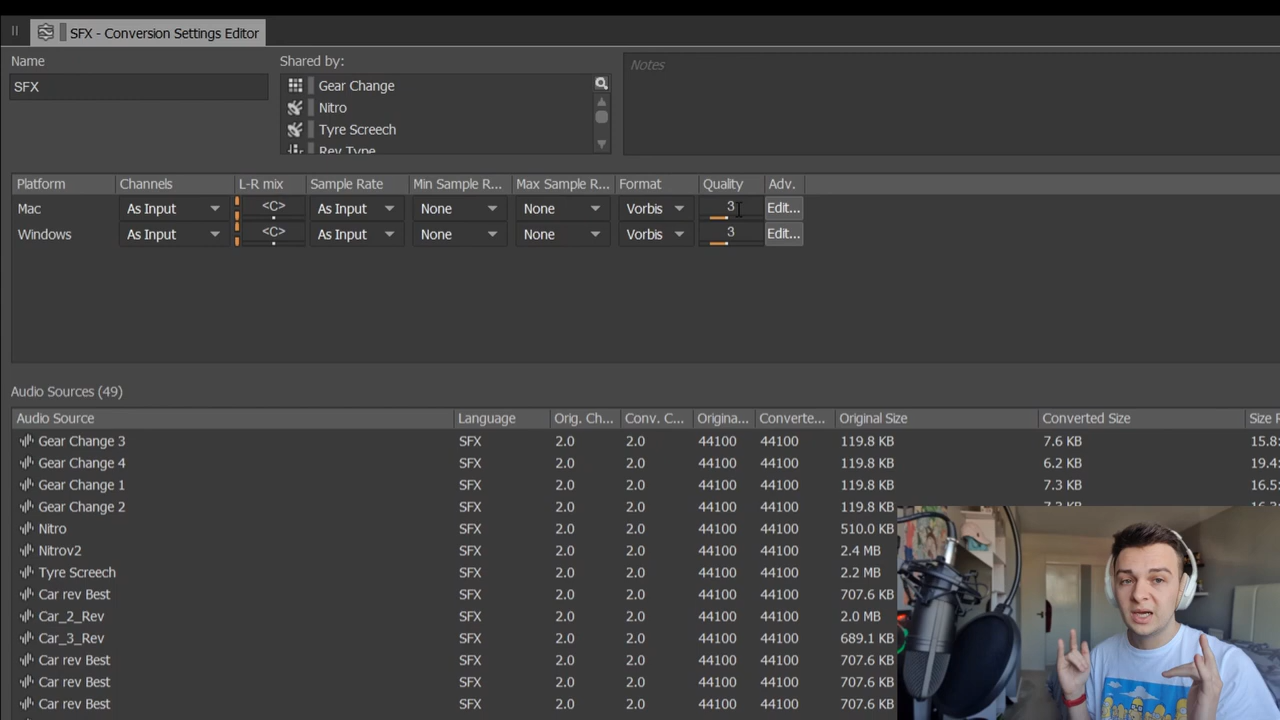 SFX - Conversion Settings Editor
Name
Shared by:
Notes
SFX
Gear Change
Nitro
Tyre Screech
Rev Type
Platform Channels L-R mix Sample Rate Min Sample R... Max Sample R... Format Quality Adv.
Mac As Input <C> As Input None None Vorbis 3 Edit...
Windows As Input <C> As Input None None Vorbis 3 Edit...
Audio Sources (49)
Audio Source Language Orig. Ch... Conv. C... Origina... Converte... Original Size Converted Size Size
Gear Change 3 SFX 2.0 2.0 44100 44100 119.8 KB 7.6 KB 15.8:
Gear Change 4 SFX 2.0 2.0 44100 44100 119.8 KB 6.2 KB 19.4:
Gear Change 1 SFX 2.0 2.0 44100 44100 119.8 KB 7.3 KB 16.5:
Gear Change 2 SFX 2.0 2.0 44100 44100 119.8 KB
Nitro SFX 2.0 2.0 44100 44100 510.0 KB
Nitrov2 SFX 2.0 2.0 44100 44100 2.4 MB
Tyre Screech SFX 2.0 2.0 44100 44100 2.2 MB
Car rev Best SFX 2.0 2.0 44100 44100 707.6 KB
Car_2_Rev SFX 2.0 2.0 44100 44100 2.0 MB
Car_3_Rev SFX 2.0 2.0 44100 44100 689.1 KB
Car rev Best SFX 2.0 2.0 44100 44100 707.6 KB
Car rev Best SFX 2.0 2.0 44100 44100 707.6 KB
Car rev Best SFX 2.0 2.0 44100 44100 707.6 KB